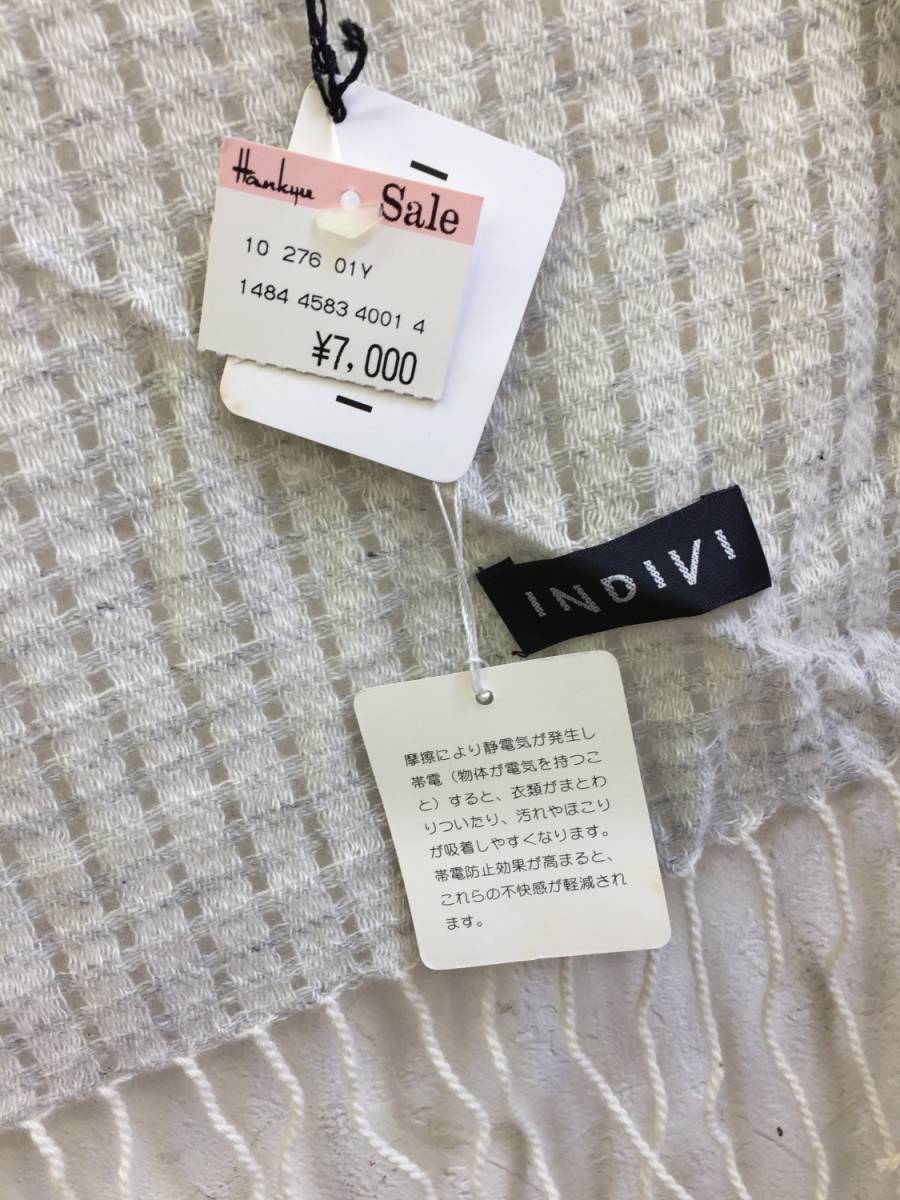 Hankyu Sale
10 276 01Y
1484 4583 4001 4
¥7,000
INDIVI
摩擦により静電気が発生し
帯電（物体が電気を持つこ
と）すると、衣類がまとわ
りついたり、汚れやほこり
が吸着しやすくなります。
帯電防止効果が高まると、
これらの不快感が軽減され
ます。